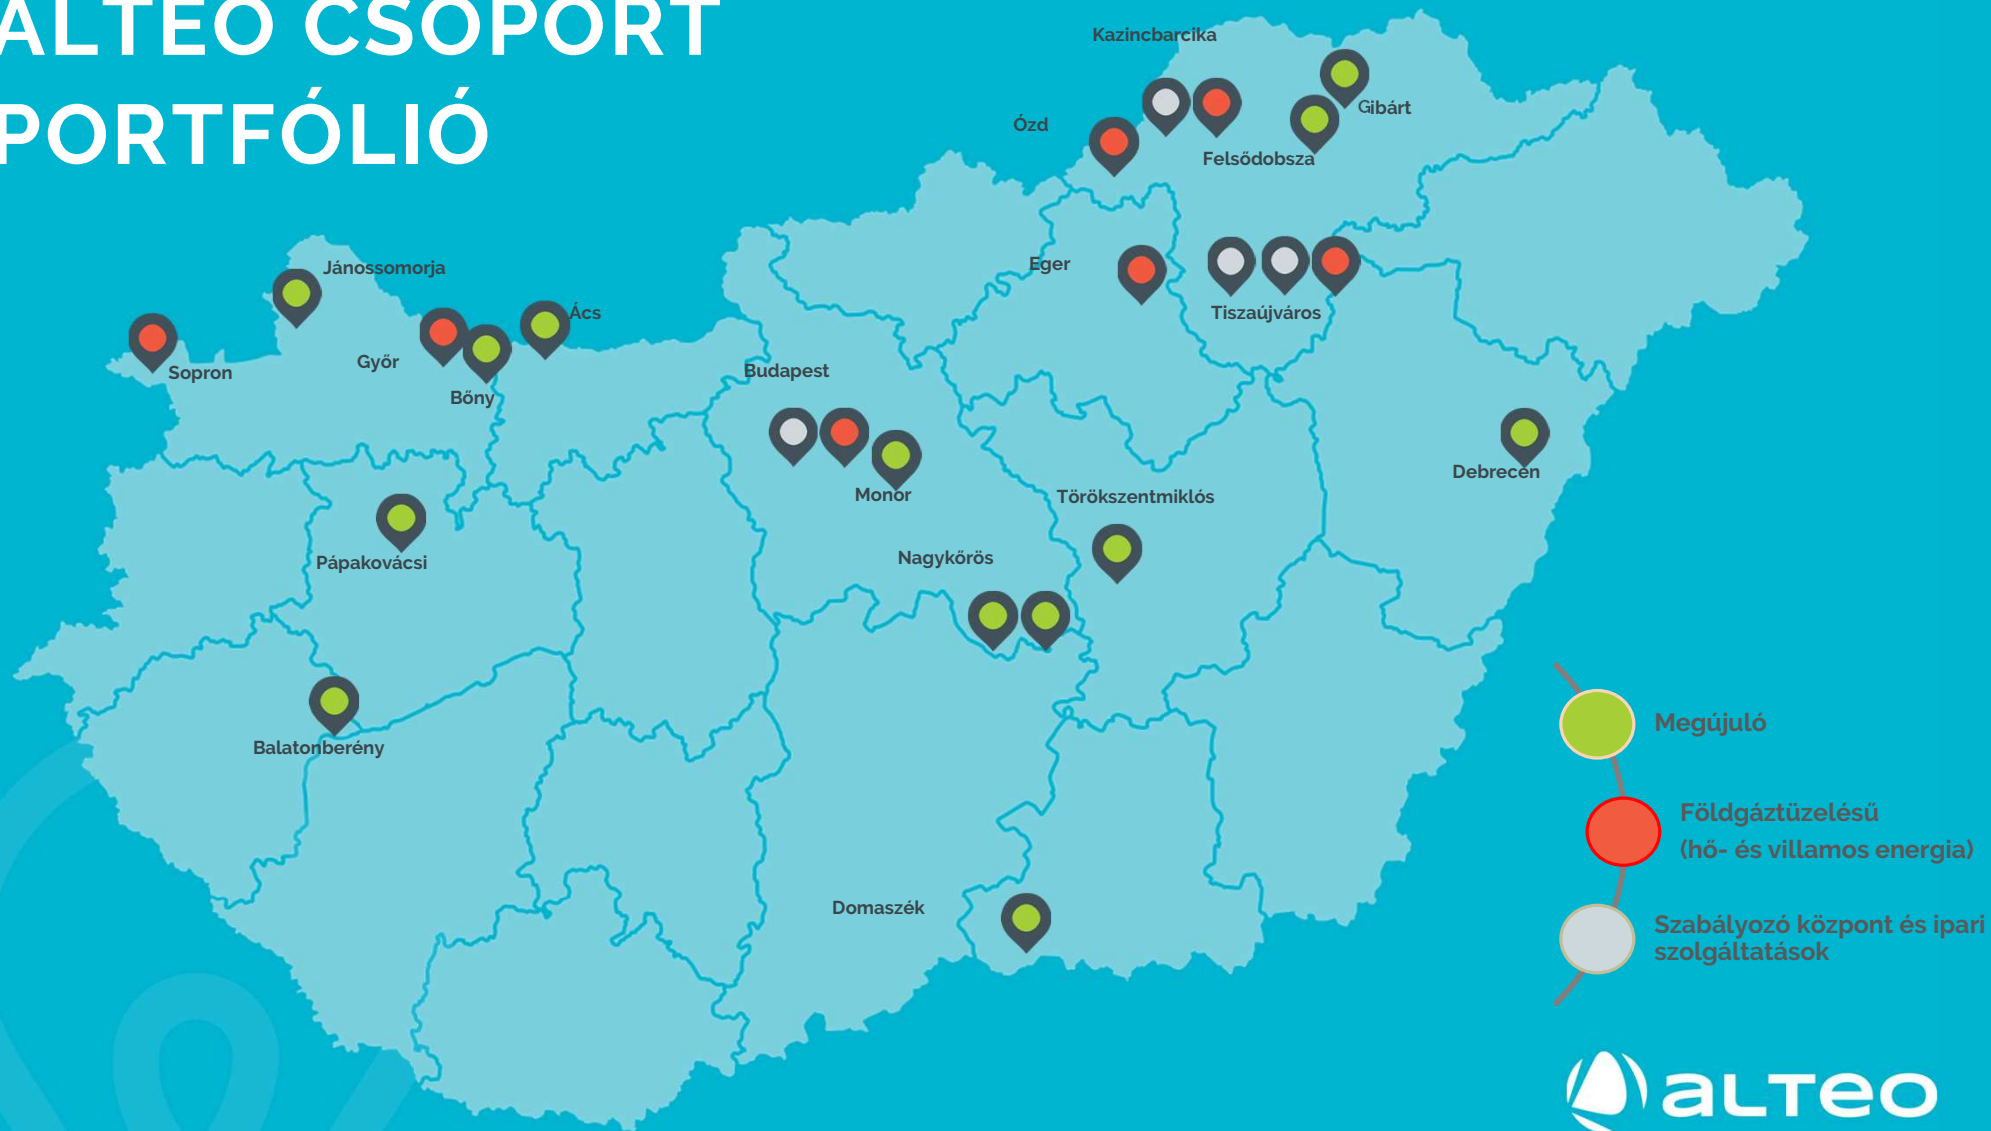 ALTEO CSOPORT
PORTFÓLIÓ
Kazincbarcika
Gibárt
Ózd
Felsődobsza
Jánossomorja
Eger
Ács
Tiszaújváros
Győr
Sopron
Budapest
Bőny
Debrecen
Monor
Törökszentmiklós
Nagykőrös
Pápakovácsi
Balatonberény
Domaszék
Megújuló
Földgáztüzelésű
(hő- és villamos energia)
Szabályozó központ és ipari
szolgáltatások
ALTEO